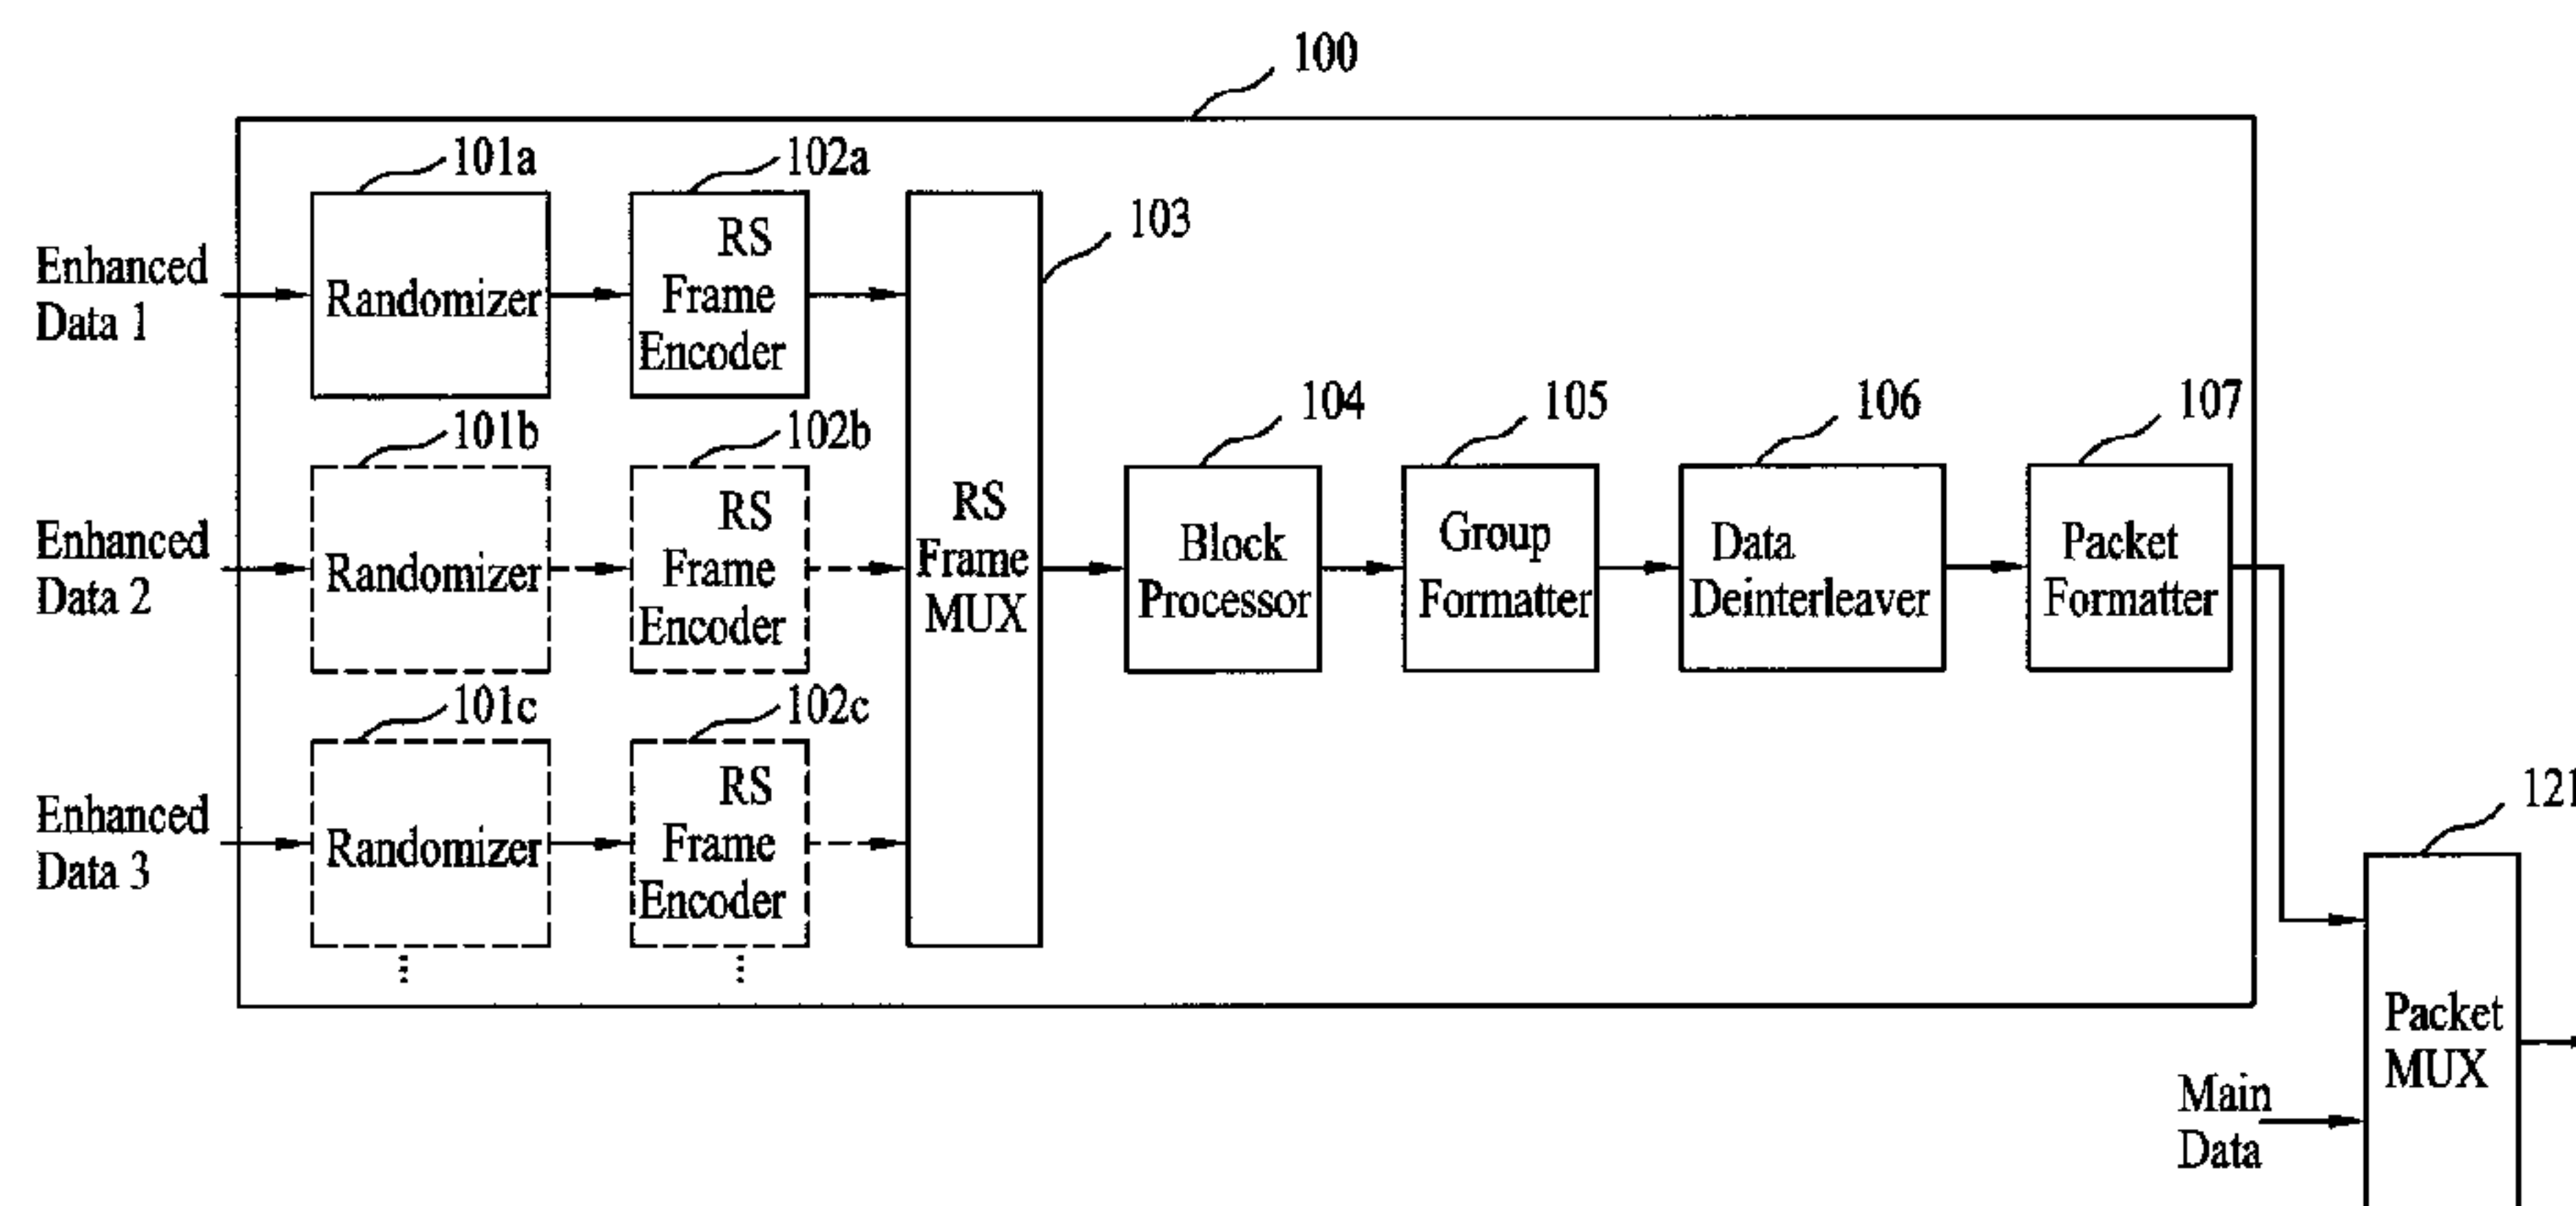 100
101a
102a
103
Enhanced
Data 1
Randomizer
RS
Frame
Encoder
101b
102b
Enhanced
Data 2
Randomizer
RS
Frame
Encoder
RS
Frame
MUX
104
Block
Processor
105
Group
Formatter
106
Data
Deinterleaver
107
Packet
Formatter
101c
102c
Enhanced
Data 3
Randomizer
RS
Frame
Encoder
121
Packet
MUX
Main
Data